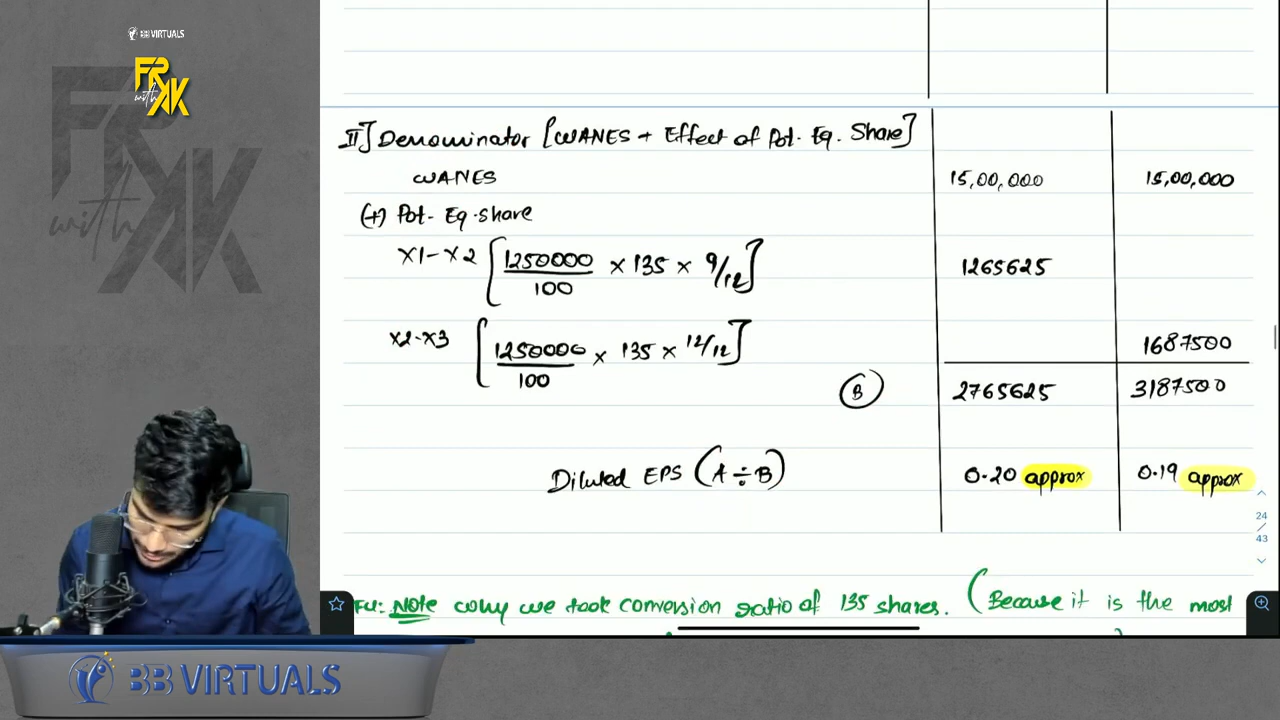 BB VIRTUALS
FR
with AK
FR
with AK
II] Denominator [WANES + Effect of Pot. Eq. Share]
WANES 15,00,000 15,00,000
(+) Pot- Eq-share
X1-X2 [1250000/100 × 135 × 9/12] 1265625
X2-X3 [1250000/100 × 135 × 12/12] 1687500
(B) 2765625 3187500
Diluted EPS (A ÷ B) 0.20 approx 0.19 approx
24
/
43
Note why we took conversion ratio of 135 shares. (Because it is the most
BB VIRTUALS